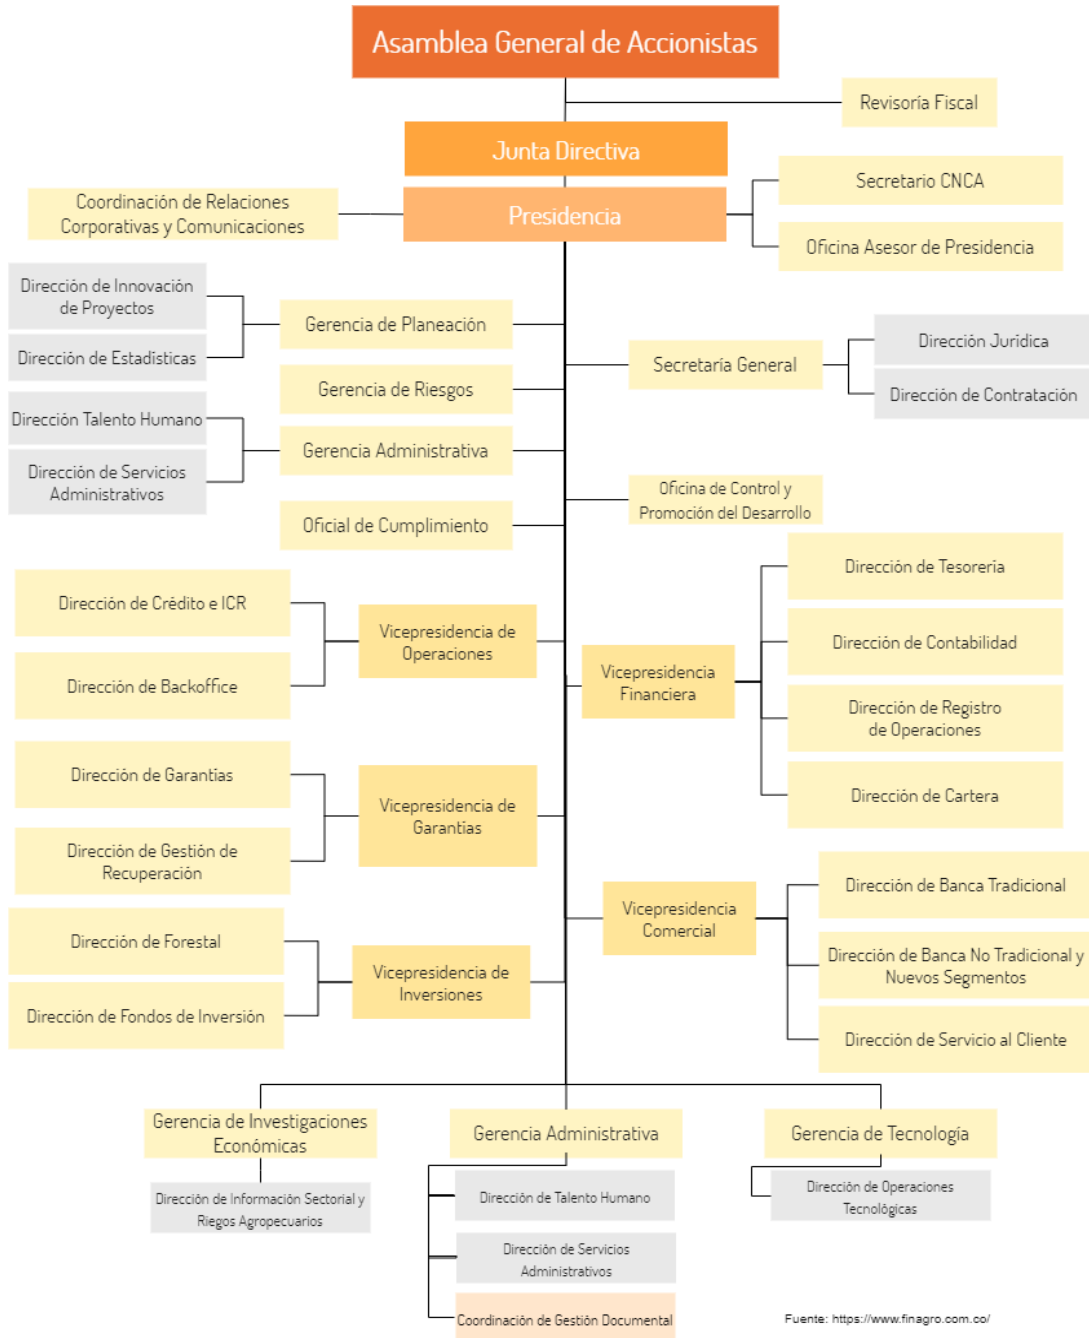 Asamblea General de Accionistas
Revisoría Fiscal
Junta Directiva
Presidencia
Coordinación de Relaciones
Corporativas y Comunicaciones
Secretario CNCA
Oficina Asesor de Presidencia
Dirección de Innovación
de Proyectos
Dirección de Estadísticas
Gerencia de Planeación
Gerencia de Riesgos
Dirección Talento Humano
Dirección de Servicios
Administrativos
Gerencia Administrativa
Oficial de Cumplimiento
Secretaría General
Dirección Jurídica
Dirección de Contratación
Oficina de Control y
Promoción del Desarrollo
Dirección de Crédito e ICR
Dirección de Backoffice
Vicepresidencia de
Operaciones
Vicepresidencia
Financiera
Dirección de Tesorería
Dirección de Contabilidad
Dirección de Registro
de Operaciones
Dirección de Cartera
Dirección de Garantías
Dirección de Gestión de
Recuperación
Vicepresidencia de
Garantías
Vicepresidencia
Comercial
Dirección de Banca Tradicional
Dirección de Banca No Tradicional y
Nuevos Segmentos
Dirección de Servicio al Cliente
Dirección de Forestal
Dirección de Fondos de Inversión
Vicepresidencia de
Inversiones
Gerencia de Investigaciones
Económicas
Dirección de Información Sectorial y
Riegos Agropecuarios
Gerencia Administrativa
Dirección de Talento Humano
Dirección de Servicios
Administrativos
Coordinación de Gestión Documental
Gerencia de Tecnología
Dirección de Operaciones
Tecnológicas
Fuente: https://www.finagro.com.co/